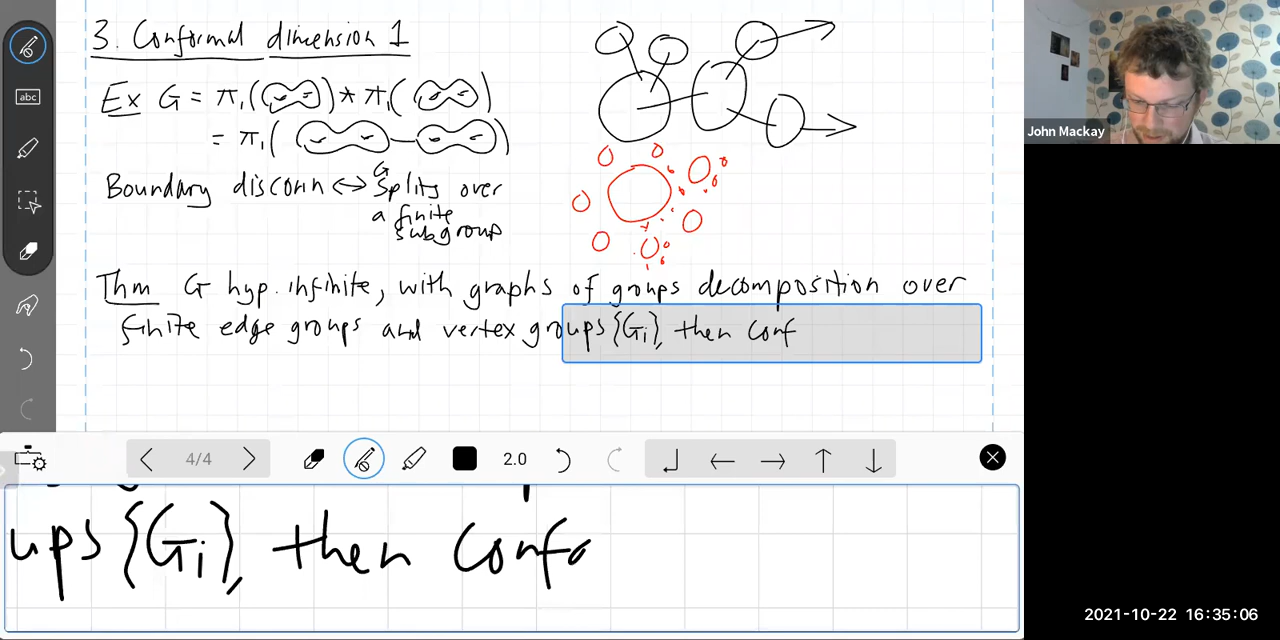 3. Conformal dimension 1
Ex G = π₁( ) * π₁( )
= π₁( )
Boundary disconn ↔ G splits over
a finite
subgroup
Thm G hyp. infinite, with graphs of groups decomposition over
finite edge groups and vertex groups {Gi}, then conf
abc
John Mackay
4/4
2.0
ups {Gi}, then confo
2021-10-22 16:35:06